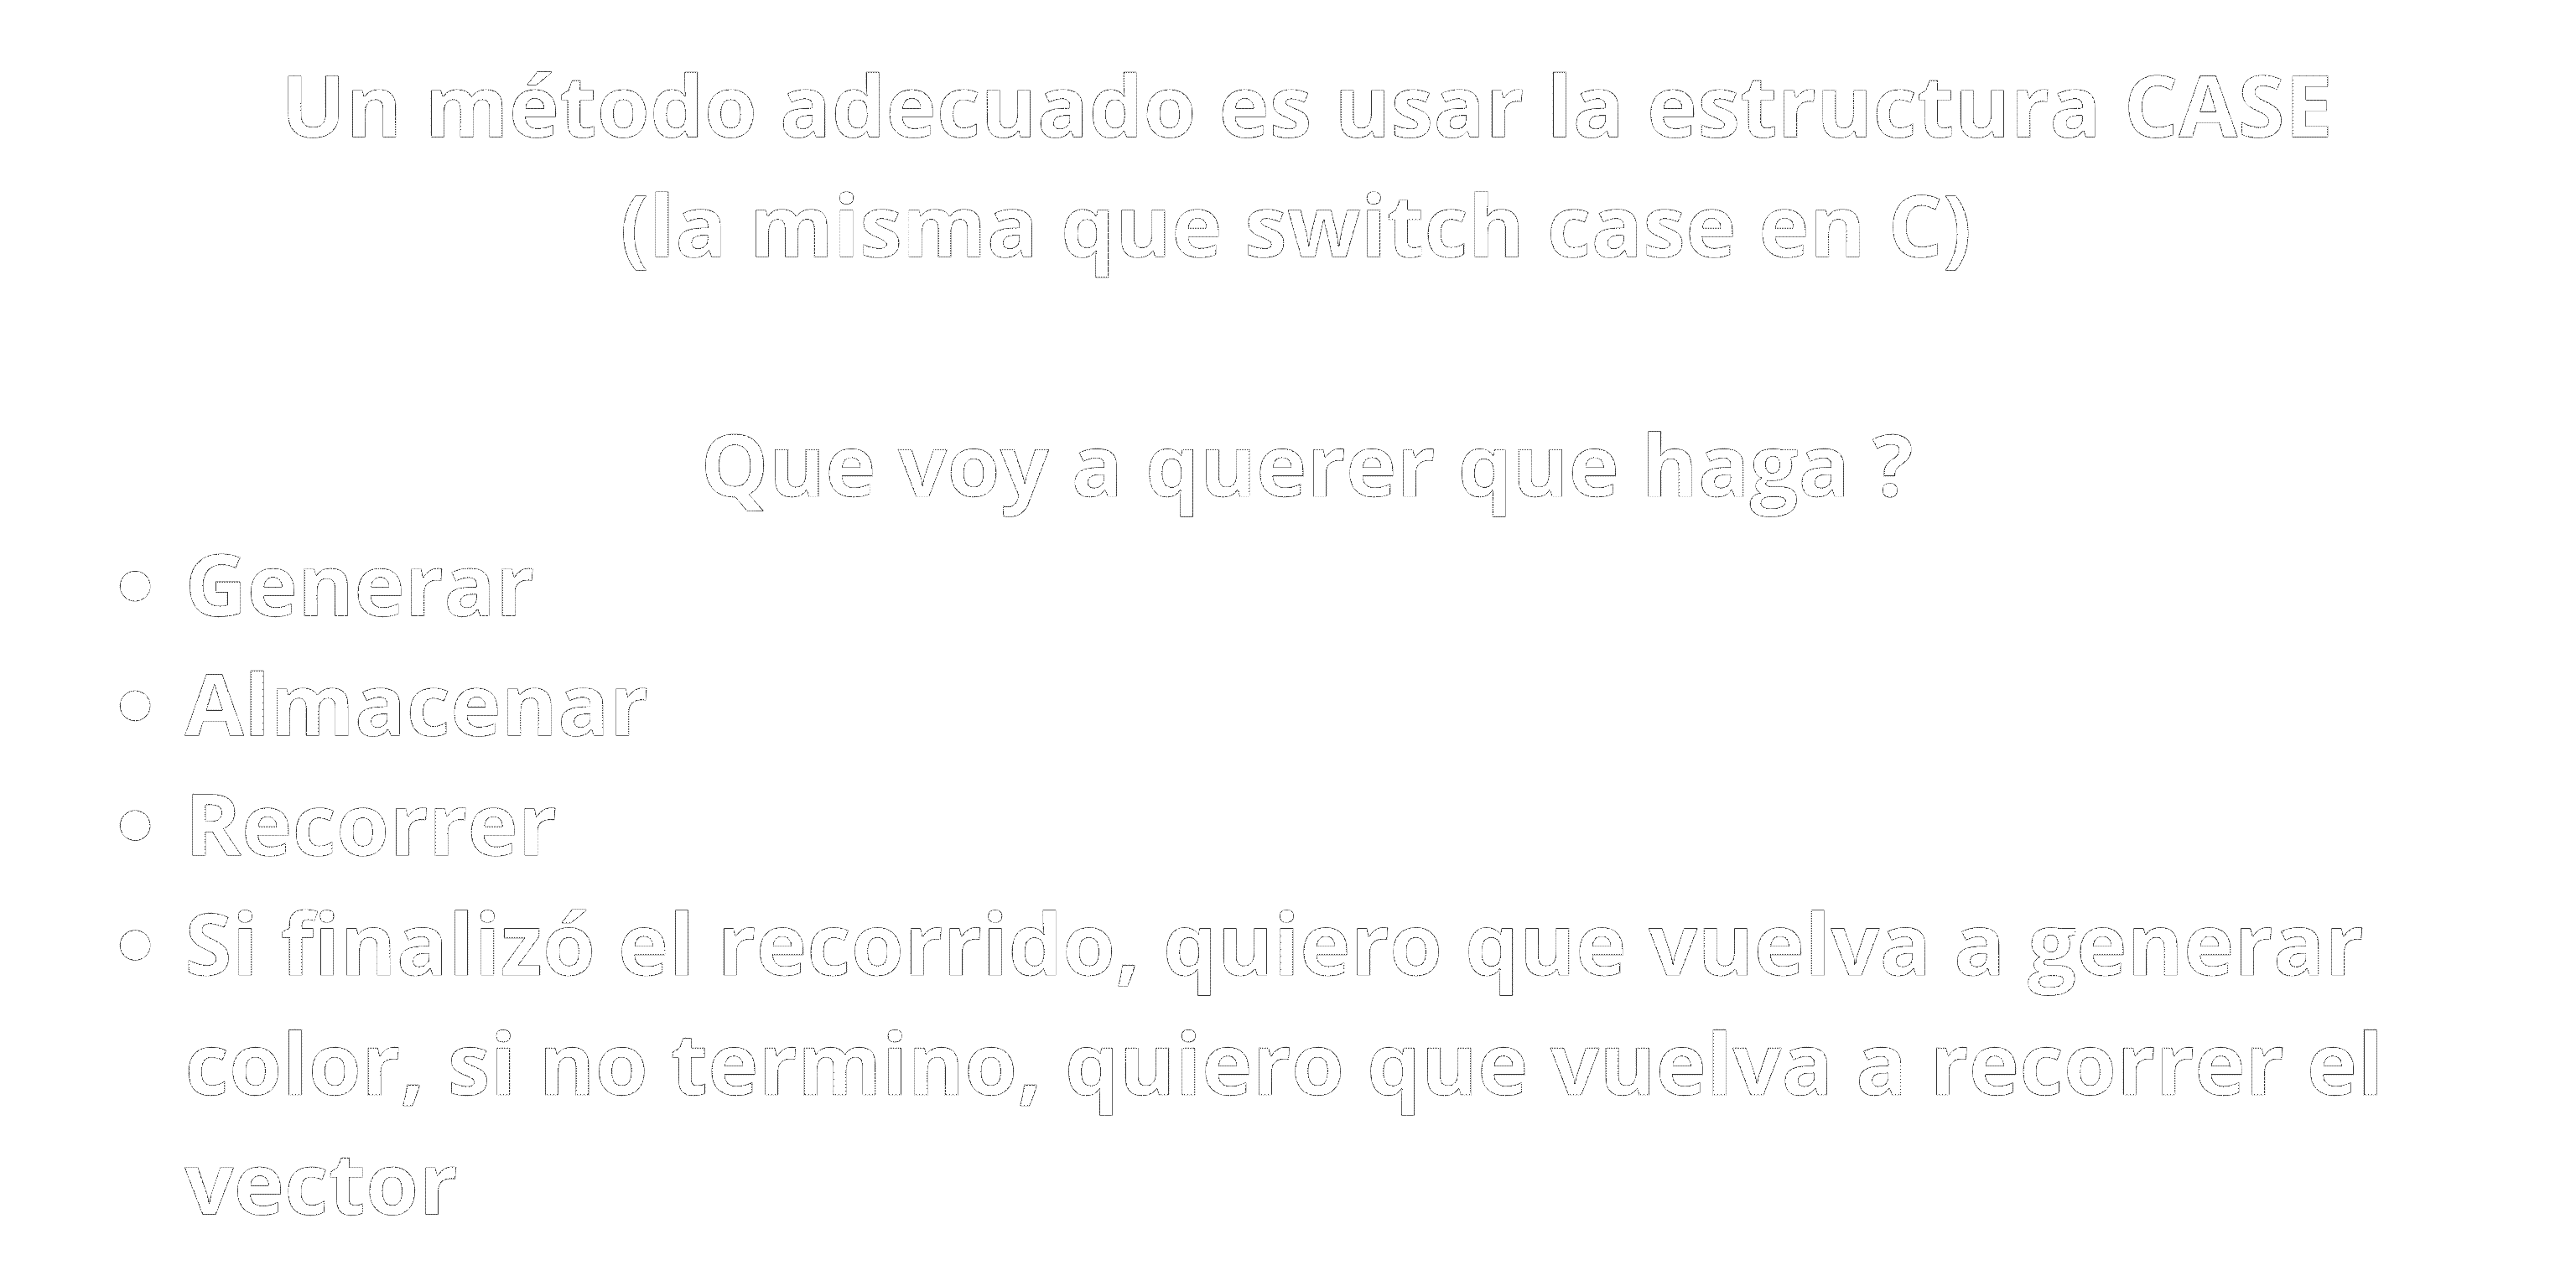 Un método adecuado es usar la estructura CASE
(la misma que switch case en C)
Que voy a querer que haga ?
• Generar
• Almacenar
• Recorrer
• Si finalizó el recorrido, quiero que vuelva a generar
color, si no termino, quiero que vuelva a recorrer el
vector